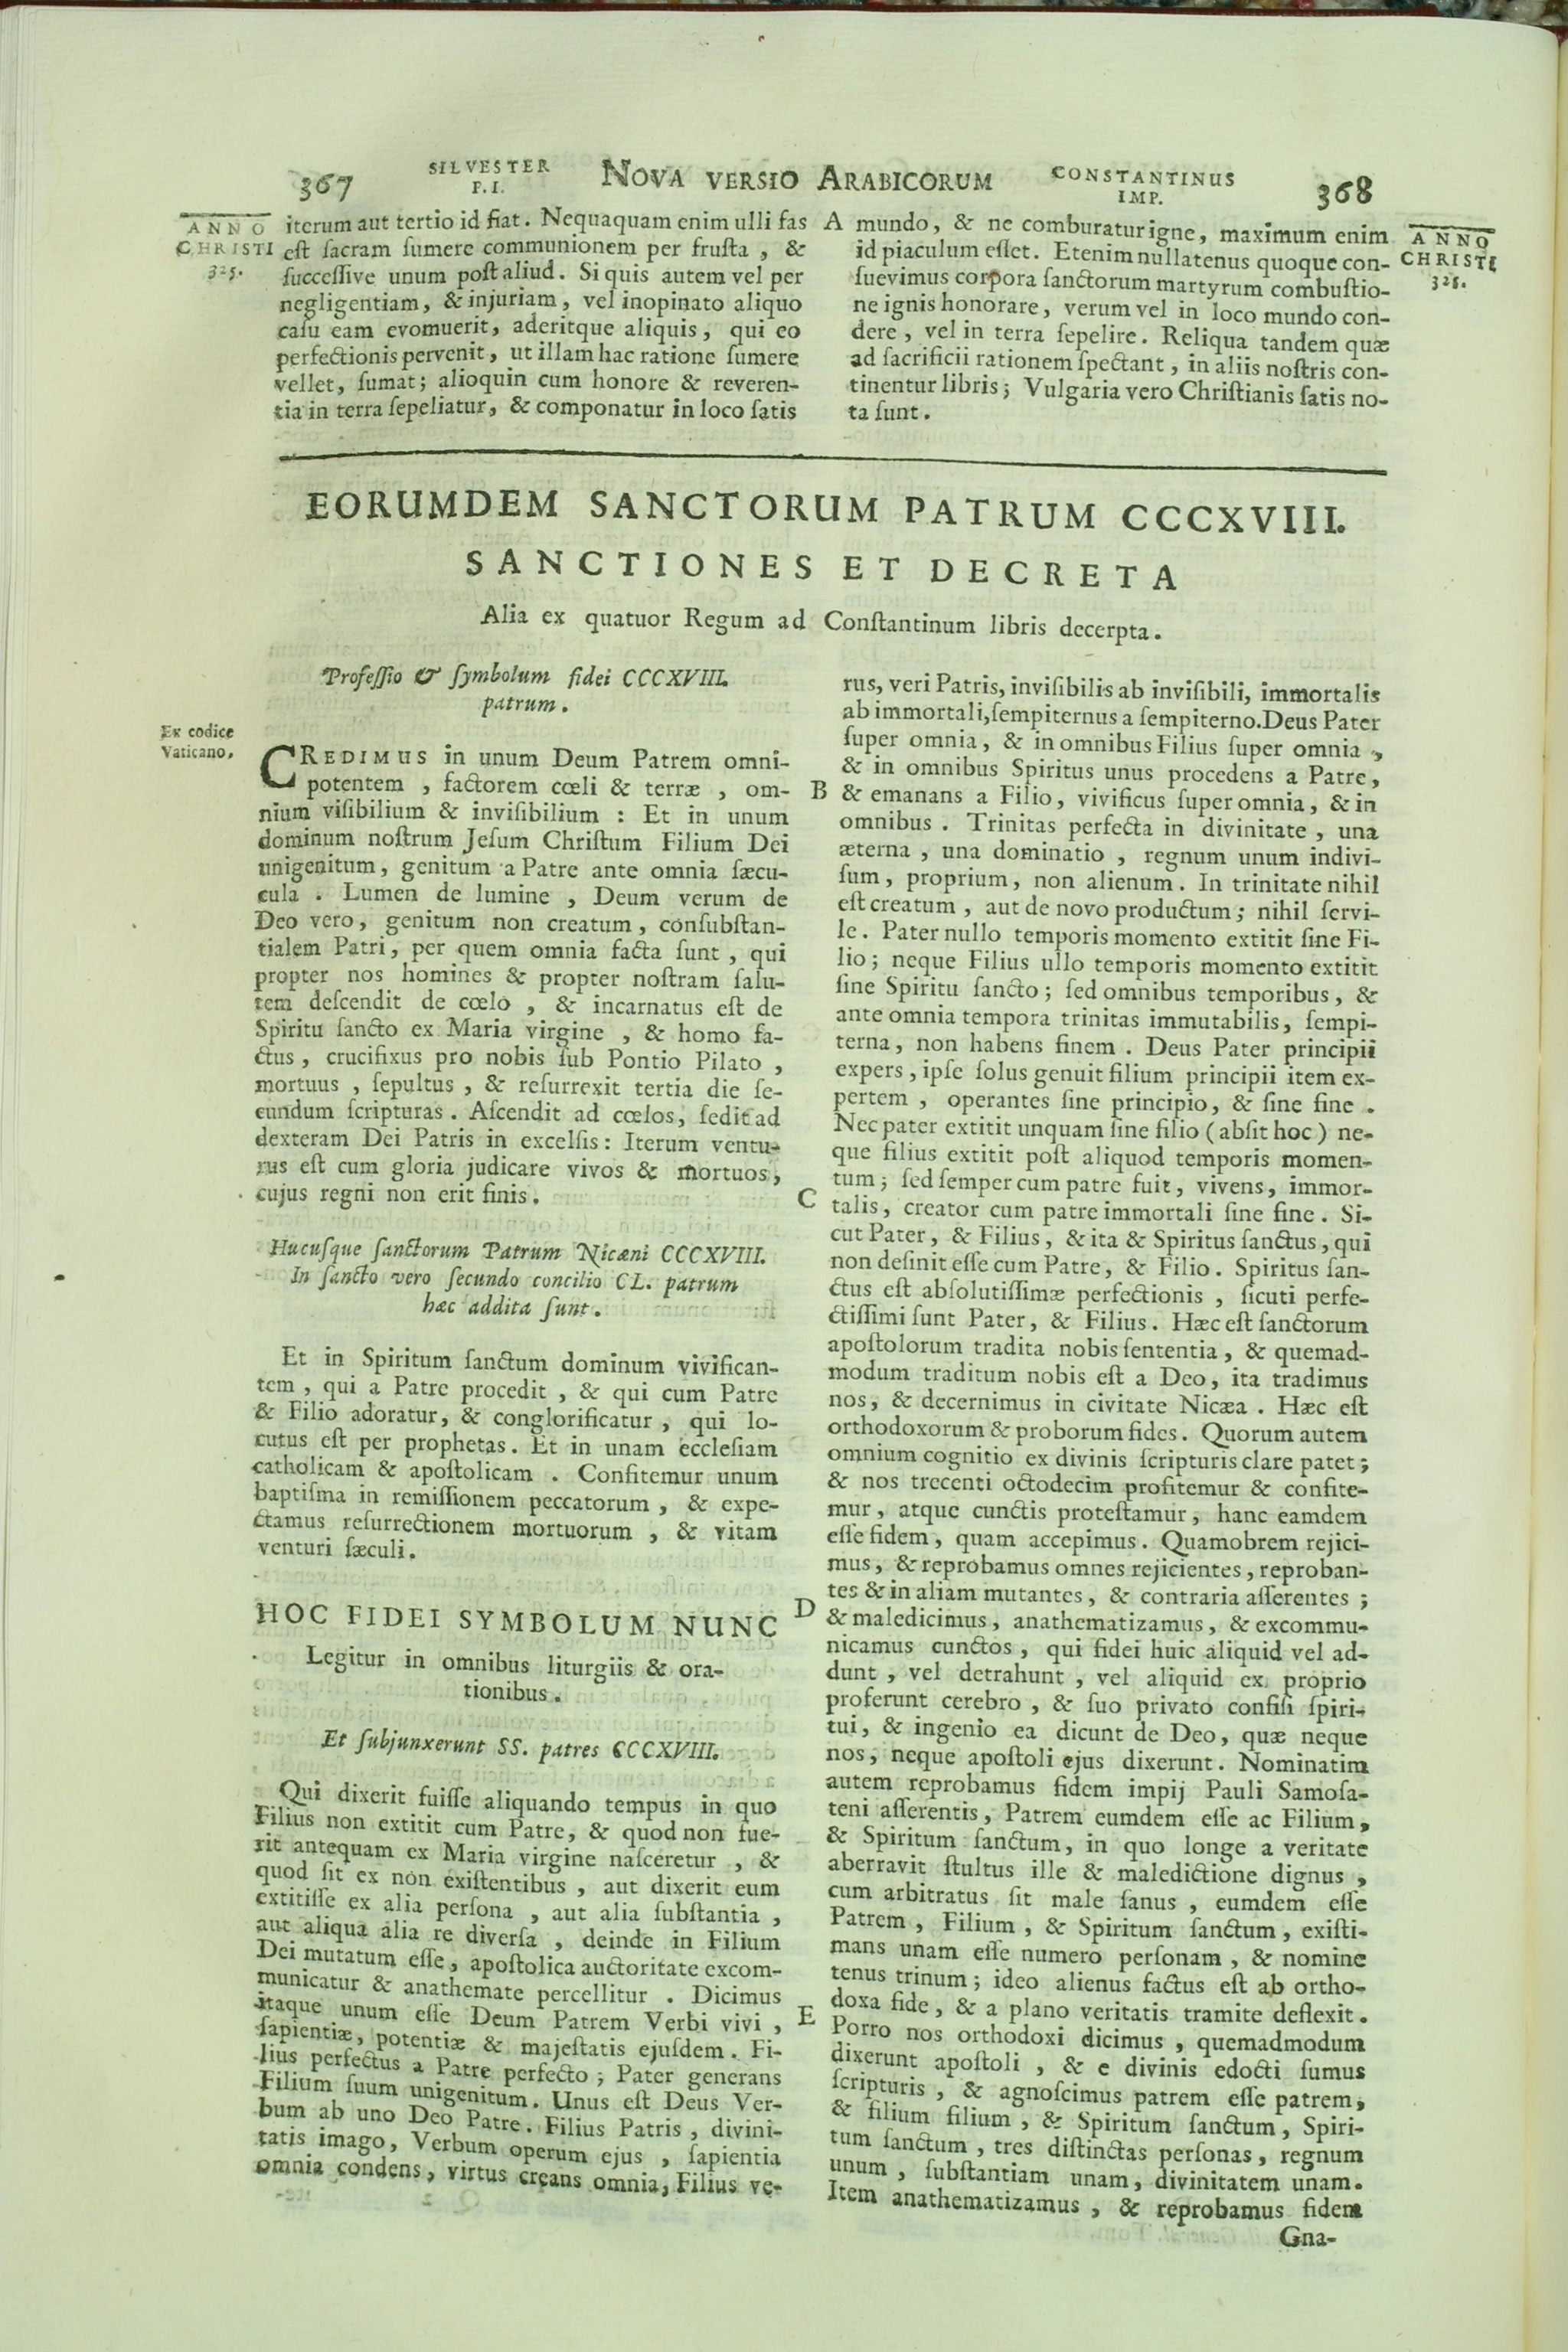 367 SILVESTER P. I. NOVA VERSIO ARABICORUM CONSTANTINUS IMP. 368
ANNO
CHRISTI
325.
iterum aut tertio id fiat. Nequaquam enim ulli fas
eſt ſacram ſumere communionem per fruſta, &
ſucceſſive unum poſt aliud. Si quis autem vel per
negligentiam, & injuriam, vel inopinato aliquo
caſu eam evomuerit, aderitque aliquis, qui eo
perfectionis pervenit, ut illam hac ratione ſumere
vellet, ſumat; alioquin cum honore & reveren-
tia in terra ſepeliatur, & componatur in loco ſatis
A
mundo, & ne comburatur igne, maximum enim
id piaculum eſſet. Etenim nullatenus quoque con-
ſuevimus corpora ſanctorum martyrum combuſtio-
ne ignis honorare, verum vel in loco mundo con-
dere, vel in terra ſepelire. Reliqua tandem quæ
ad ſacrificii rationem ſpectant, in aliis noſtris con-
tinentur libris; Vulgaria vero Chriſtianis ſatis no-
ta ſunt.
ANNO
CHRISTI
325.
EORUMDEM SANCTORUM PATRUM CCCXVIII.
SANCTIONES ET DECRETA
Alia ex quatuor Regum ad Conſtantinum libris decerpta.
Profeſſio & ſymbolum fidei CCCXVIII.
patrum.
Ex codice
Vaticano.
CREDIMUS in unum Deum Patrem omni-
potentem, factorem cœli & terræ, om-
nium viſibilium & inviſibilium: Et in unum
dominum noſtrum Jeſum Chriſtum Filium Dei
unigenitum, genitum a Patre ante omnia ſæcu-
cula. Lumen de lumine, Deum verum de
Deo vero, genitum non creatum, conſubſtan-
tialem Patri, per quem omnia facta ſunt, qui
propter nos homines & propter noſtram ſalu-
tem deſcendit de cœlo, & incarnatus eſt de
Spiritu ſancto ex Maria virgine, & homo fa-
ctus, crucifixus pro nobis ſub Pontio Pilato,
mortuus, ſepultus, & reſurrexit tertia die ſe-
cundum ſcripturas. Aſcendit ad cœlos, ſedit ad
dexteram Dei Patris in excelſis: Iterum ventu-
rus eſt cum gloria judicare vivos & mortuos,
cujus regni non erit finis.
Hucuſque ſanctorum Patrum Nicæni CCCXVIII.
In ſancto vero ſecundo concilio CL. patrum
hæc addita ſunt.
Et in Spiritum ſanctum dominum vivifican-
tem, qui a Patre procedit, & qui cum Patre
& Filio adoratur, & conglorificatur, qui lo-
cutus eſt per prophetas. Et in unam eccleſiam
catholicam & apoſtolicam. Confitemur unum
baptiſma in remiſſionem peccatorum, & expe-
ctamus reſurrectionem mortuorum, & vitam
venturi ſæculi.
HOC FIDEI SYMBOLUM NUNC
Legitur in omnibus liturgiis & ora-
tionibus.
Et ſubjunxerunt SS. patres CCCXVIII.
Qui dixerit fuiſſe aliquando tempus in quo
Filius non extitit cum Patre, & quod non fue-
rit antequam ex Maria virgine naſceretur, &
quod ſit ex non exiſtentibus, aut dixerit eum
extitiſſe ex alia perſona, aut alia ſubſtantia,
aut aliqua alia re diverſa, deinde in Filium
Dei mutatum eſſe, apoſtolica auctoritate excom-
municatur & anathemate percellitur. Dicimus
itaque unum eſſe Deum Patrem Verbi vivi,
ſapientiæ, potentiæ & majeſtatis ejuſdem. Fi-
lius perfectus a Patre perfecto; Pater generans
Filium ſuum unigenitum. Unus eſt Deus Ver-
bum ab uno Deo Patre. Filius Patris, divini-
tatis imago, Verbum operum ejus, ſapientia
omnia condens, virtus creans omnia, Filius ve-
rus, veri Patris, inviſibilis ab inviſibili, immortalis
ab immortali, ſempiternus a ſempiterno. Deus Pater
ſuper omnia, & in omnibus Filius ſuper omnia,
& in omnibus Spiritus unus procedens a Patre,
B & emanans a Filio, vivificus ſuper omnia, & in
omnibus. Trinitas perfecta in divinitate, una
æterna, una dominatio, regnum unum indivi-
ſum, proprium, non alienum. In trinitate nihil
eſt creatum, aut de novo productum; nihil ſervi-
le. Pater nullo temporis momento extitit ſine Fi-
lio; neque Filius ullo temporis momento extitit
ſine Spiritu ſancto; ſed omnibus temporibus, &
ante omnia tempora trinitas immutabilis, ſempi-
terna, non habens finem. Deus Pater principii
expers, ipſe ſolus genuit filium principii item ex-
pertem, operantes ſine principio, & ſine fine.
Nec pater extitit unquam ſine filio (abſit hoc) ne-
que filius extitit poſt aliquod temporis momen-
tum; ſed ſemper cum patre fuit, vivens, immor-
C talis, creator cum patre immortali ſine fine. Si-
cut Pater, & Filius, & ita & Spiritus ſanctus, qui
non deſinit eſſe cum Patre, & Filio. Spiritus ſan-
ctus eſt abſolutiſſimæ perfectionis, ſicuti perfe-
ctiſſimi ſunt Pater, & Filius. Hæc eſt ſanctorum
apoſtolorum tradita nobis ſententia, & quemad-
modum traditum nobis eſt a Deo, ita tradimus
nos, & decernimus in civitate Nicæa. Hæc eſt
orthodoxorum & proborum fides. Quorum autem
omnium cognitio ex divinis ſcripturis clare patet;
& nos trecenti octodecim profitemur & confite-
mur, atque cunctis proteſtamur, hanc eamdem
eſſe fidem, quam accepimus. Quamobrem rejici-
mus, & reprobamus omnes rejicientes, reproban-
tes & in aliam mutantes, & contraria aſſerentes;
D & maledicimus, anathematizamus, & excommu-
nicamus cunctos, qui fidei huic aliquid vel ad-
dunt, vel detrahunt, vel aliquid ex proprio
proferunt cerebro, & ſuo privato confiſi ſpiri-
tui, & ingenio ea dicunt de Deo, quæ neque
nos, neque apoſtoli ejus dixerunt. Nominatim
autem reprobamus fidem impij Pauli Samoſa-
teni aſſerentis, Patrem eumdem eſſe ac Filium,
& Spiritum ſanctum, in quo longe a veritate
aberravit ſtultus ille & maledictione dignus,
cum arbitratus ſit male ſanus, eumdem eſſe
Patrem, Filium, & Spiritum ſanctum, exiſti-
mans unam eſſe numero perſonam, & nomine
tenus trinum; ideo alienus factus eſt ab ortho-
doxa fide, & a plano veritatis tramite deflexit.
E Porro nos orthodoxi dicimus, quemadmodum
dixerunt apoſtoli, & e divinis edocti ſumus
ſcripturis, & agnoſcimus patrem eſſe patrem,
& filium filium, & Spiritum ſanctum, Spiri-
tum ſanctum, tres diſtinctas perſonas, regnum
unum, ſubſtantiam unam, divinitatem unam.
Item anathematizamus, & reprobamus fidem
Gna-